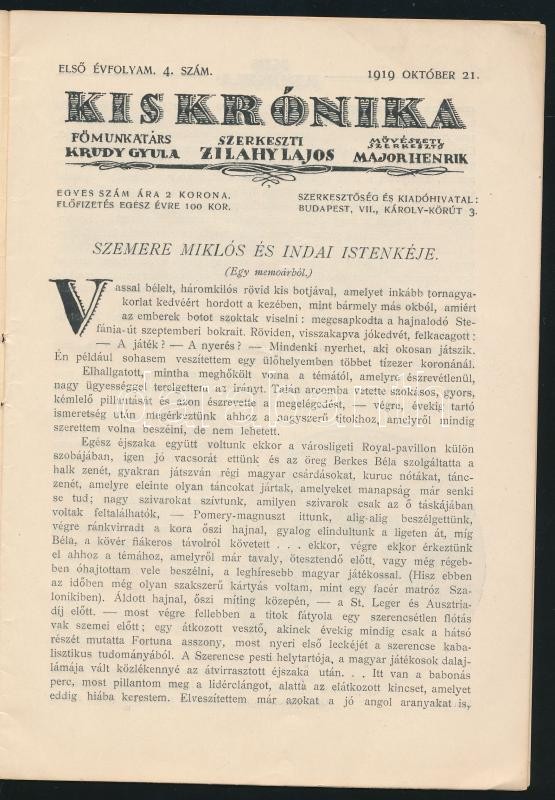 ELSŐ ÉVFOLYAM. 4. SZÁM.
1919 OKTÓBER 21.
KIS KRÓNIKA
FŐMUNKATÁRS
KRUDY GYULA
SZERKESZTI
ZILAHY LAJOS
MŰVÉSZETI
SZERKESZTŐ
MAJOR HENRIK
EGYES SZÁM ÁRA 2 KORONA.
ELŐFIZETÉS EGÉSZ ÉVRE 100 KOR.
SZERKESZTŐSÉG ÉS KIADÓHIVATAL:
BUDAPEST, VII., KÁROLY-KÖRÚT 3.
SZEMERE MIKLÓS ÉS INDAI ISTENKÉJE.
(Egy memoárból.)
Vassal bélelt, háromkilós rövid kis botjával, amelyet inkább tornagya-
korlat kedvéért hordott a kezében, mint bármely más okból, amiért
az emberek botot szoktak viselni: megcsapkodta a hajnalodó Ste-
fánia-út szeptemberi bokrait. Röviden, visszakapva jókedvét, felkacagott:
— A játék? — A nyerés? — Mindenki nyerhet, aki okosan játszik.
Én például sohasem veszítettem egy ülőhelyemben többet tízezer koronánál.
Elhallgatott, mintha meghőkölt volna a témától, amelyre észrevétlenül,
nagy ügyességgel terelgettem az irányt. Talán arcomba vetette szokásos, gyors,
kémlelő pillantását és azon észrevette a megelégedést, — végre, évekig tartó
ismeretség után megérkeztünk ahhoz a nagyszerű titokhoz, amelyről mindig
szerettem volna beszélni, de nem lehetett.
Egész éjszaka együtt voltunk ekkor a városligeti Royal-pavillon külön
szobájában, igen jó vacsorát ettünk és az öreg Berkes Béla szolgáltatta a
halk zenét, gyakran játszván régi magyar csárdásokat, kuruc nótákat, tánc-
zenét, amelyre eleinte olyan táncokat jártak, amelyeket manapság már senki
se tud; nagy szivarokat szívtunk, amilyen szivarok csak az ő táskájában
voltak feltalálhatók, — Pomery-magnuszt ittunk, alig-alig beszélgettünk,
végre ránkvirradt a kora őszi hajnal, gyalog elindultunk a ligeten át, míg
Béla, a kövér fiákeros távolról követett . . . ekkor, végre ekkor érkeztünk
el ahhoz a témához, amelyről már tavaly, ötesztendő előtt, vagy még régeb-
ben óhajtottam vele beszélni, a leghíresebb magyar játékossal. (Hisz ebben
az időben még olyan szakszerű kártyás voltam, mint egy facér matróz Sza-
lonikiben). Áldott hajnal, őszi míting közepén, — a St. Leger és Ausztria-
díj előtt. — most végre fellebben a titok fátyola egy szerencsétlen flótás
vak szemei előtt; egy átkozott vesztő, akinek évekig mindig csak a hátsó
részét mutatta Fortuna asszony, most nyeri első leckéjét a szerencse kaba-
lisztikus tudományából. A Szerencse pesti helytartója, a magyar játékosok dalaj-
lámája vált közlékennyé az átvirrasztott éjszaka után. . . Itt van a babonás
perc, most pillantom meg a lidérclángot, alatta az elátkozott kincset, amelyet
eddig hiába kerestem. Elveszítettem már azokat a jó angol aranyakat is,